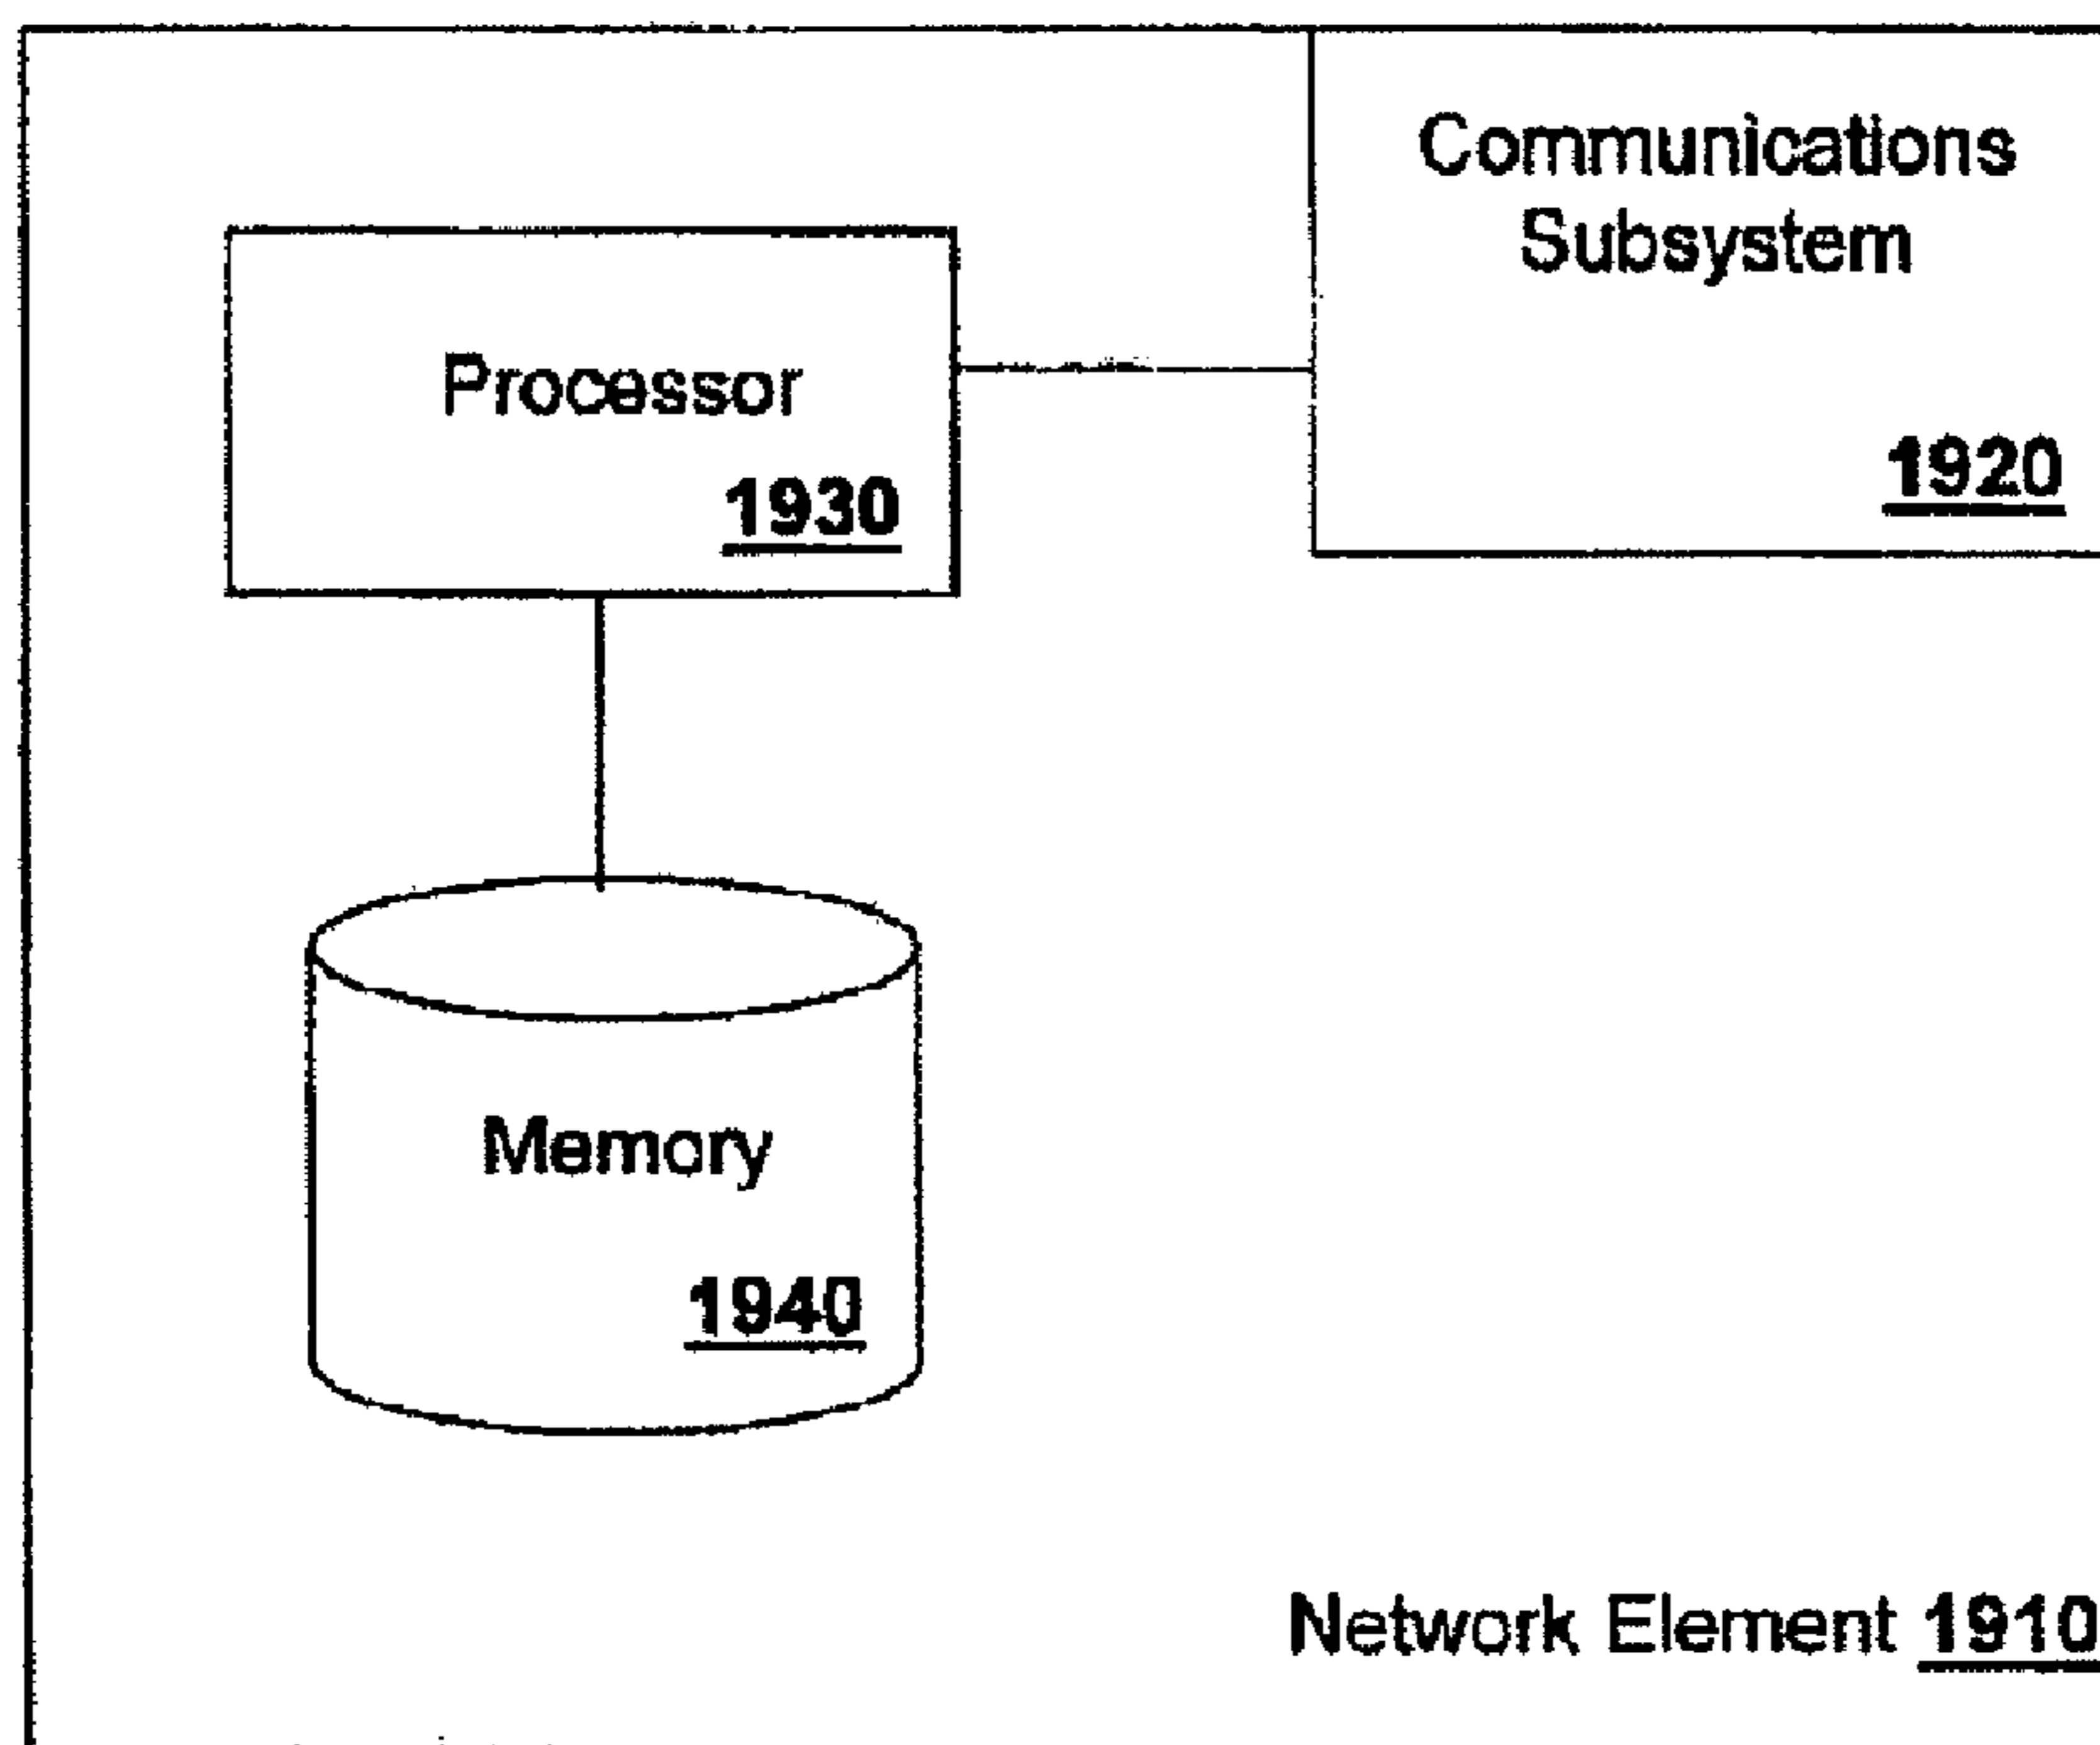 Communications
Subsystem
1920
Processor
1930
Memory
1940
Network Element 1910